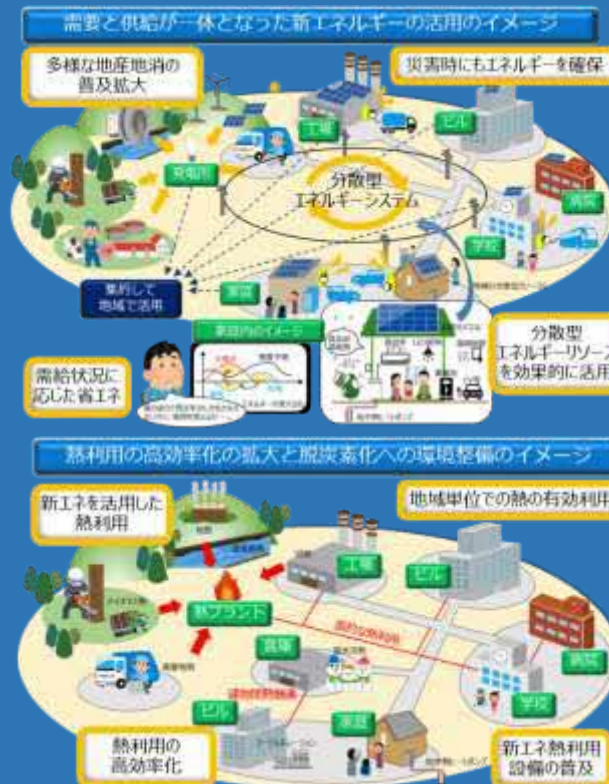 需要と供給が一体となった新エネルギーの活用のイメージ
多様な地産地消の
普及拡大
災害時にもエネルギーを確保
工場
ビル
発電所
分散型
エネルギーシステム
病院
学校
集約して
地域で活用
家庭
家庭内のイメージ
需給状況に
応じた省エネ
分散型
エネルギーリソース
を効果的に活用
熱利用の高効率化の拡大と脱炭素化への環境整備のイメージ
新エネを活用した
熱利用
地域単位での熱の有効利用
工場
ビル
熱プラント
面的な熱利用
病院
倉庫
学校
ビル
家庭
熱利用の
高効率化
新エネ熱利用
設備の普及